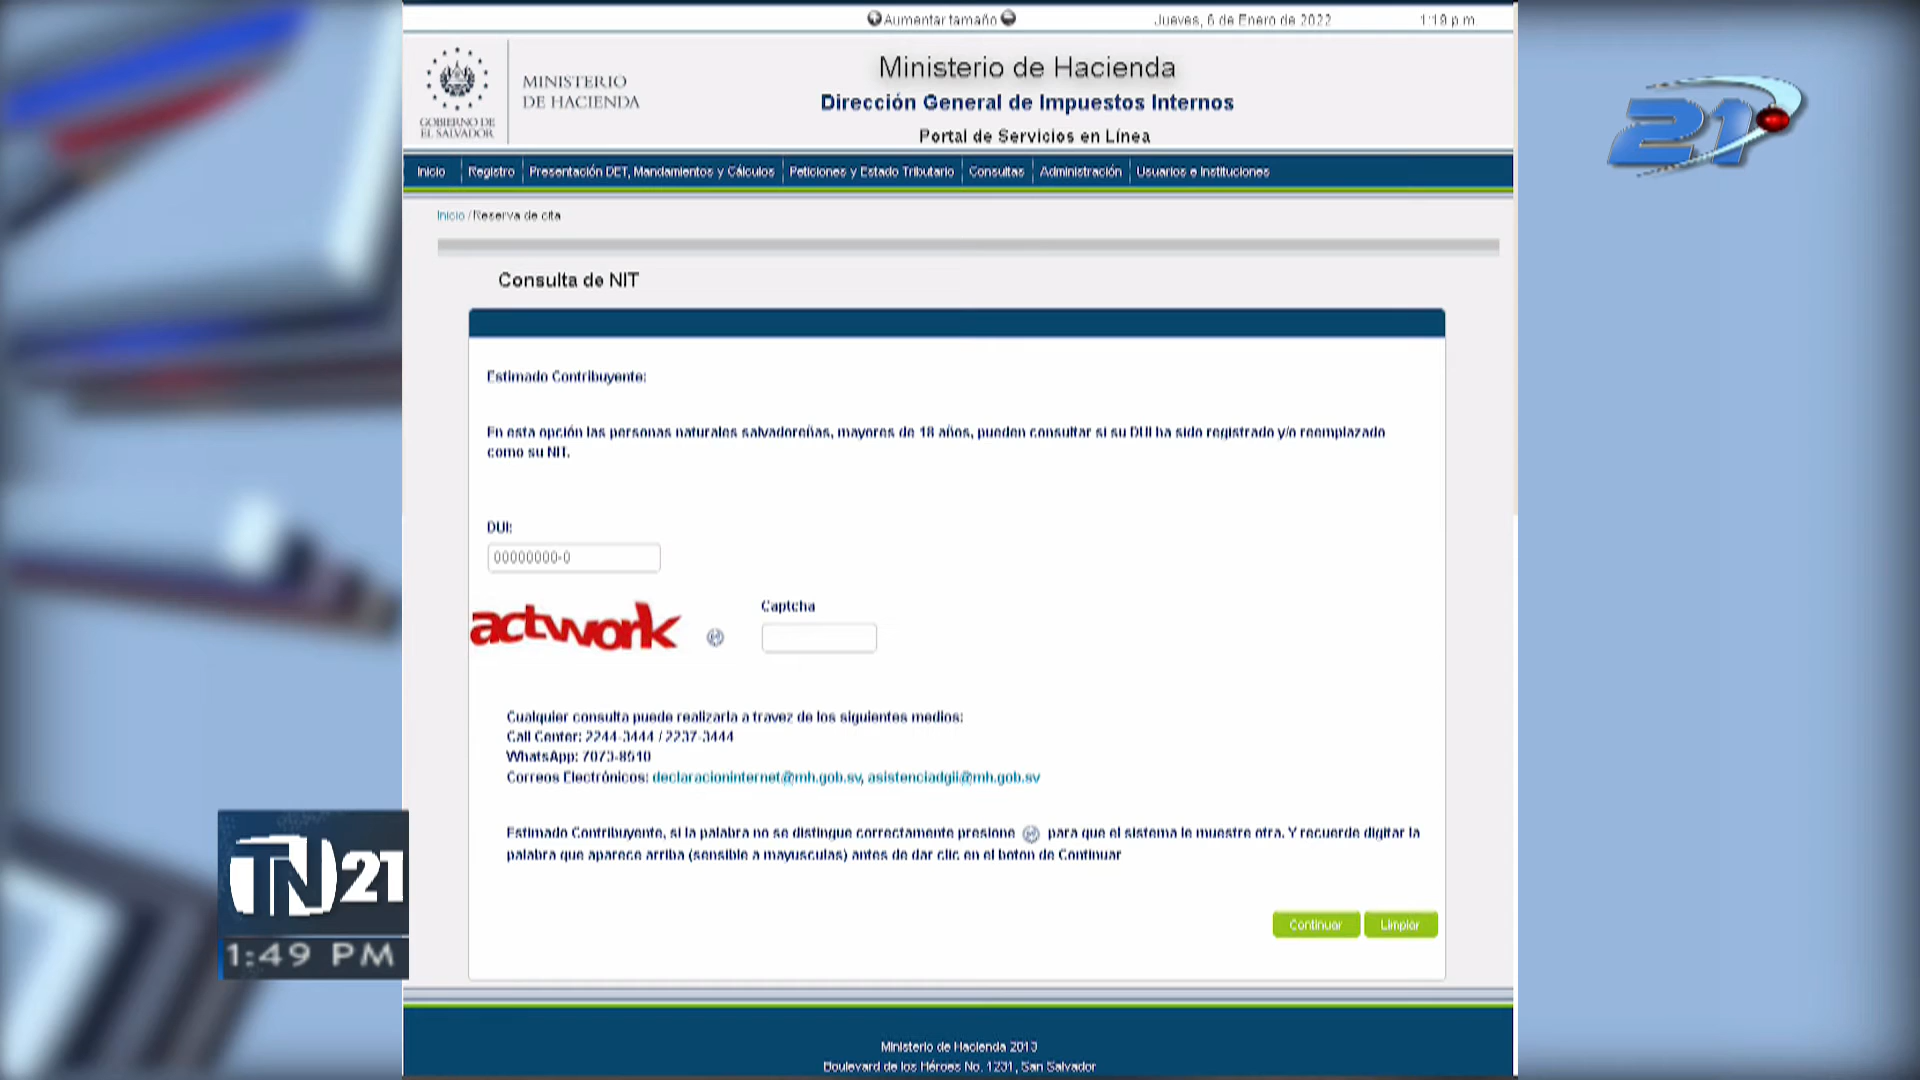 Aumentar tamaño
Jueves, 6 de Enero de 2022
1:19 p m
GOBIERNO DE
EL SALVADOR
MINISTERIO
DE HACIENDA
Ministerio de Hacienda
Dirección General de Impuestos Internos
Portal de Servicios en Línea
21
Inicio Registro Presentación DET, Mandamientos y Cálculos Peticiones y Estado Tributario Consultas Administración Usuarios e Instituciones
Inicio / Reserva de cita
Consulta de NIT
Estimado Contribuyente:
En esta opción las personas naturales salvadoreñas, mayores de 18 años, pueden consultar si su DUI ha sido registrado y/o reemplazado
como su NIT.
DUI:
00000000-0
actwork
Captcha
Cualquier consulta puede realizarla a travez de los siguientes medios:
Call Center: 2244-3444 / 2237-3444
WhatsApp:
Correos Electrónicos: declaracioninternet@mh.gob.sv, asistenciadgii@mh.gob.sv
Estimado Contribuyente, si la palabra no se distingue correctamente presione para que el sistema le muestre otra. Y recuerde digitar la
palabra que aparece arriba (sensible a mayusculas) antes de dar clic en el boton de Continuar
Continuar Limpiar
TN21
1:49 PM
Ministerio de Hacienda 2013
Boulevard de los Héroes No. 1231, San Salvador